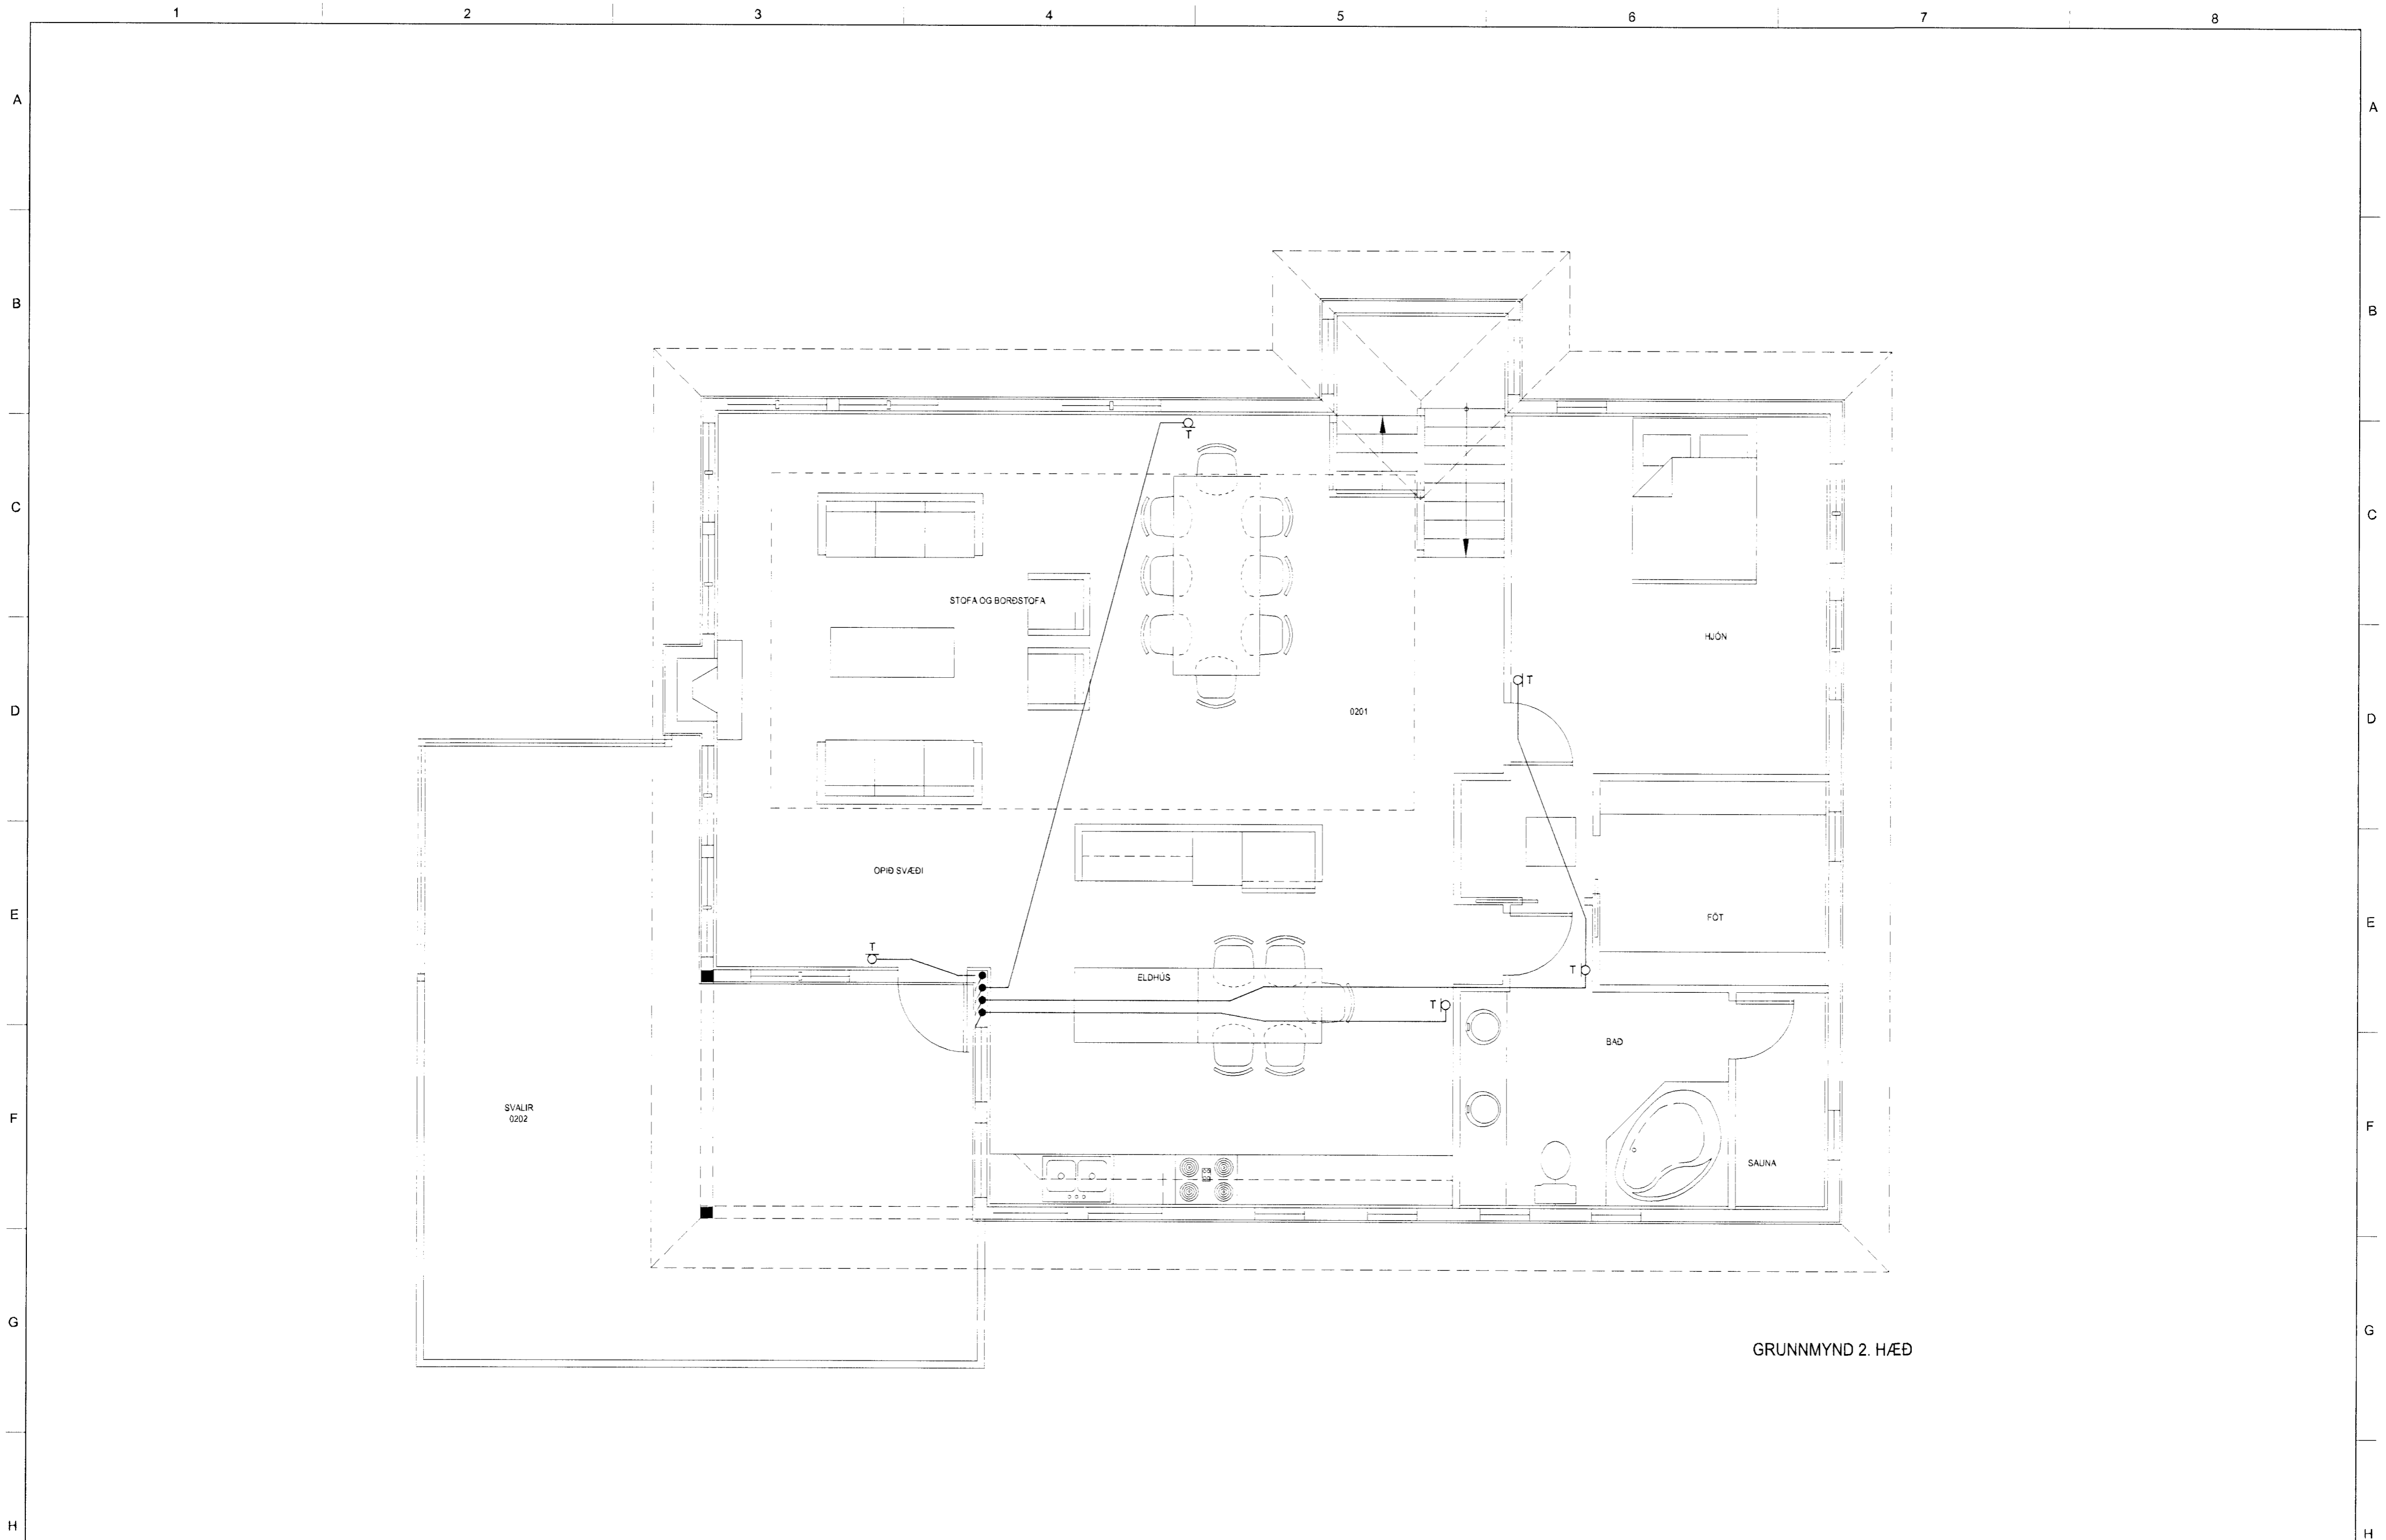 1 2 3 4 5 6 7 8
A A
B B
T
C C
STOFA OG BORÐSTOFA
HJÓN
T
D D
0201
OPIÐ SVÆÐI
E E
FÖT
T
ELDHÚS
T
T
BAÐ
SVALIR
0202
F F
SAUNA
G G
GRUNNMYND 2. HÆÐ
H H